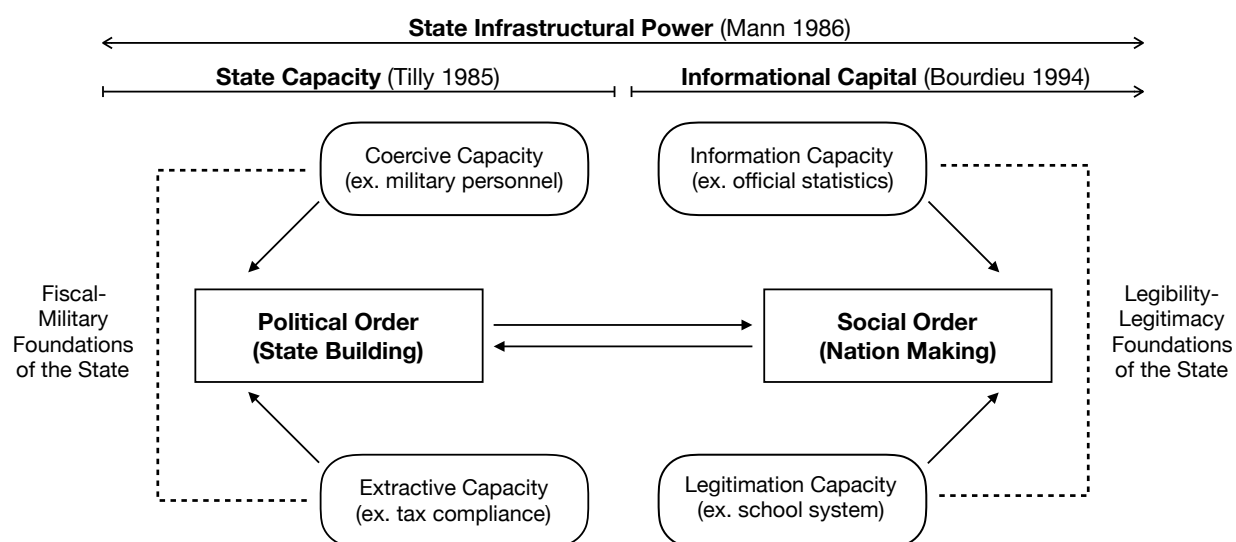 State Infrastructural Power (Mann 1986)
State Capacity (Tilly 1985)
Informational Capital (Bourdieu 1994)
Coercive Capacity
(ex. military personnel)
Information Capacity
(ex. official statistics)
Fiscal-
Military
Foundations
of the State
Political Order
(State Building)
Social Order
(Nation Making)
Legibility-
Legitimacy
Foundations
of the State
Extractive Capacity
(ex. tax compliance)
Legitimation Capacity
(ex. school system)